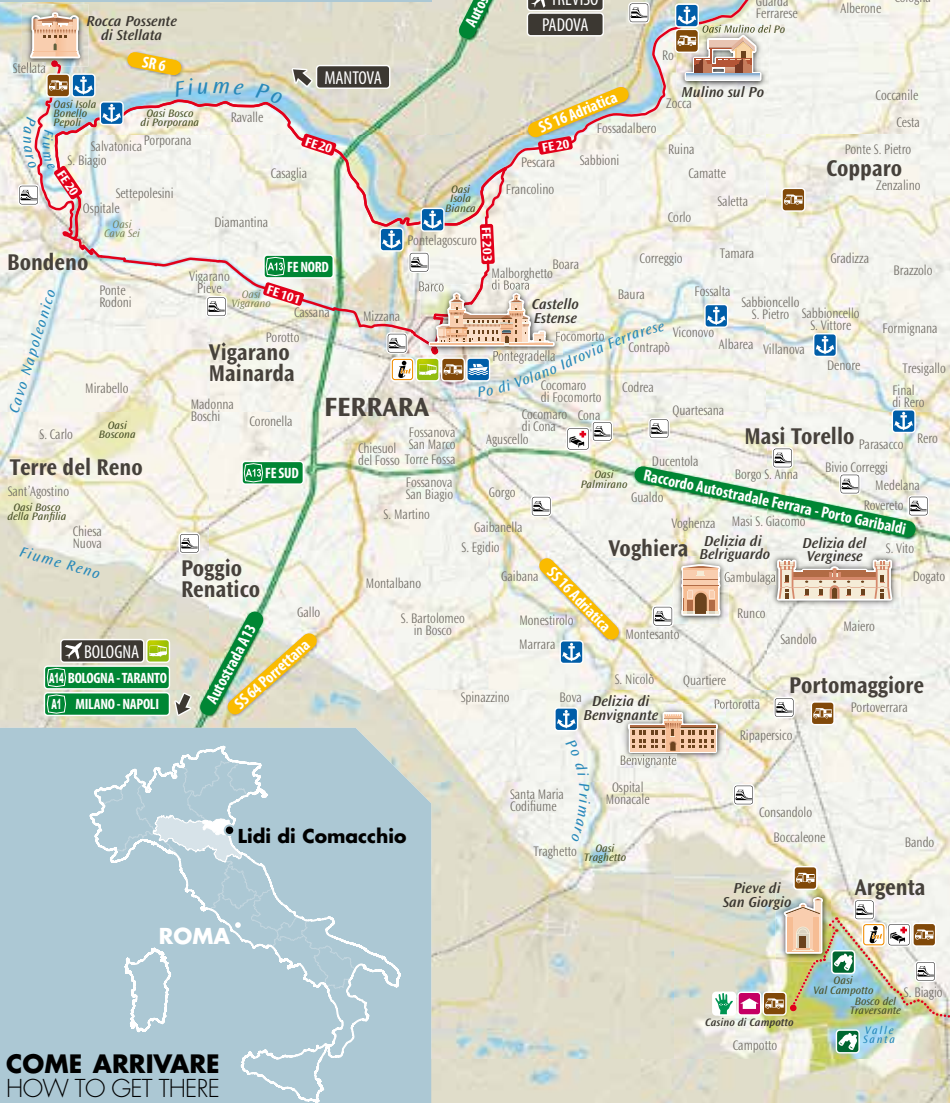 TREVISO
PADOVA
Autos
Guarda
Ferrarese
Alberone
Rocca Possente
di Stellata
Stellata
SR 6
MANTOVA
Fiume Po
Oasi Mulino del Po
Ro
Mulino sul Po
Zocca
Coccanile
Cesta
Oasi Isola
Bonello
Pepoli
Oasi Bosco
di Porporana
Ravalle
SS 16 Adriatica
Fossadalbero
Fiume
Panaro
Salvatonica
Porporana
S. Biagio
FE 20
FE 20
FE 20
Pescara
Sabbioni
Ruina
Ponte S. Pietro
Copparo
Zenzalino
Casaglia
Camatte
Saletta
Settepolesini
Ospitale
Oasi
Cava Sei
Diamantina
Oasi
Isola
Bianca
Francolino
Corlo
Pontelagoscuro
FE 203
Bondeno
A13 FE NORD
Barco
Malborghetto
di Boara
Boara
Correggio
Tamara
Gradizza
Brazzolo
Ponte
Rodoni
Vigarano
Pieve
Oasi
Vigarano
FE 101
Cassana
Mizzana
Castello
Estense
Baura
Fossalta
Sabbioncello
S. Pietro
Sabbioncello
S. Vittore
Formignana
Cavo Napoleonico
Porotto
Vigarano
Mainarda
Focomorto
Contrapò
Viconovo
Albarea
Villanova
Denore
Tresigallo
Pontegradella
Po di Volano Idrovia Ferrarese
Mirabello
Madonna
Boschi
Coronella
FERRARA
Cocomaro
di Focomorto
Codrea
Final
di Rero
Rero
S. Carlo
Oasi
Boscona
Cocomaro
di Cona
Cona
Quartesana
Masi Torello
Parasacco
Terre del Reno
Chiesuol
del Fosso
Fossanova
San Marco
Torre Fossa
Aguscello
A13 FE SUD
Ducentola
Borgo S. Anna
Bivio Correggi
Medelana
Sant'Agostino
Oasi Bosco
della Panfilia
Fossanova
San Biagio
Gorgo
Oasi
Palmirano
Gualdo
Raccordo Autostradale Ferrara - Porto Garibaldi
Rovereto
Chiesa
Nuova
S. Martino
Gaibanella
Voghenza
Masi S. Giacomo
S. Vito
Fiume Reno
S. Egidio
Voghiera
Delizia di
Belriguardo
Delizia del
Verginese
Poggio
Renatico
Montalbano
Gaibana
SS 16 Adriatica
Gambulaga
Dogato
Gallo
S. Bartolomeo
in Bosco
Monestirolo
Runco
Maiero
Montesanto
Sandolo
Marrara
BOLOGNA
A14 BOLOGNA - TARANTO
A1 MILANO - NAPOLI
Autostrada A13
SS 64 Porrettana
S. Nicolò
Quartiere
Portomaggiore
Spinazzino
Bova
Delizia di
Benvignante
Portorotta
Portoverrara
Ripapersico
Po di Primaro
Benvignante
Santa Maria
Codifiume
Ospital
Monacale
Consandolo
Boccaleone
Bando
Traghetto
Oasi
Traghetto
Lidi di Comacchio
ROMA
Pieve di
San Giorgio
Argenta
Oasi
Val Campotto
Bosco del
Traversante
S. Biagio
Casino di Campotto
Campotto
Valle
Santa
COME ARRIVARE
HOW TO GET THERE